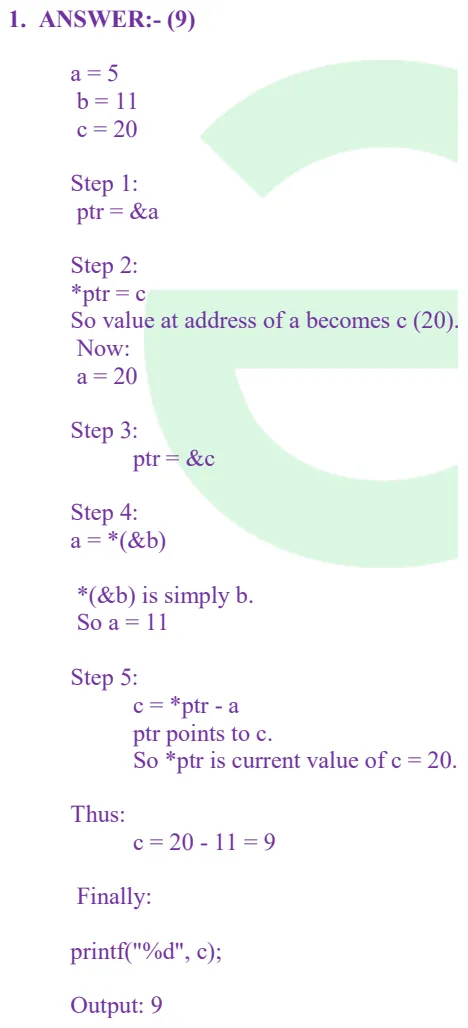 1. ANSWER:- (9)
a = 5
b = 11
c = 20
Step 1:
ptr = &a
Step 2:
*ptr = c
So value at address of a becomes c (20).
Now:
a = 20
Step 3:
ptr = &c
Step 4:
a = *(&b)
*(&b) is simply b.
So a = 11
Step 5:
c = *ptr - a
ptr points to c.
So *ptr is current value of c = 20.
Thus:
c = 20 - 11 = 9
Finally:
printf("%d", c);
Output: 9